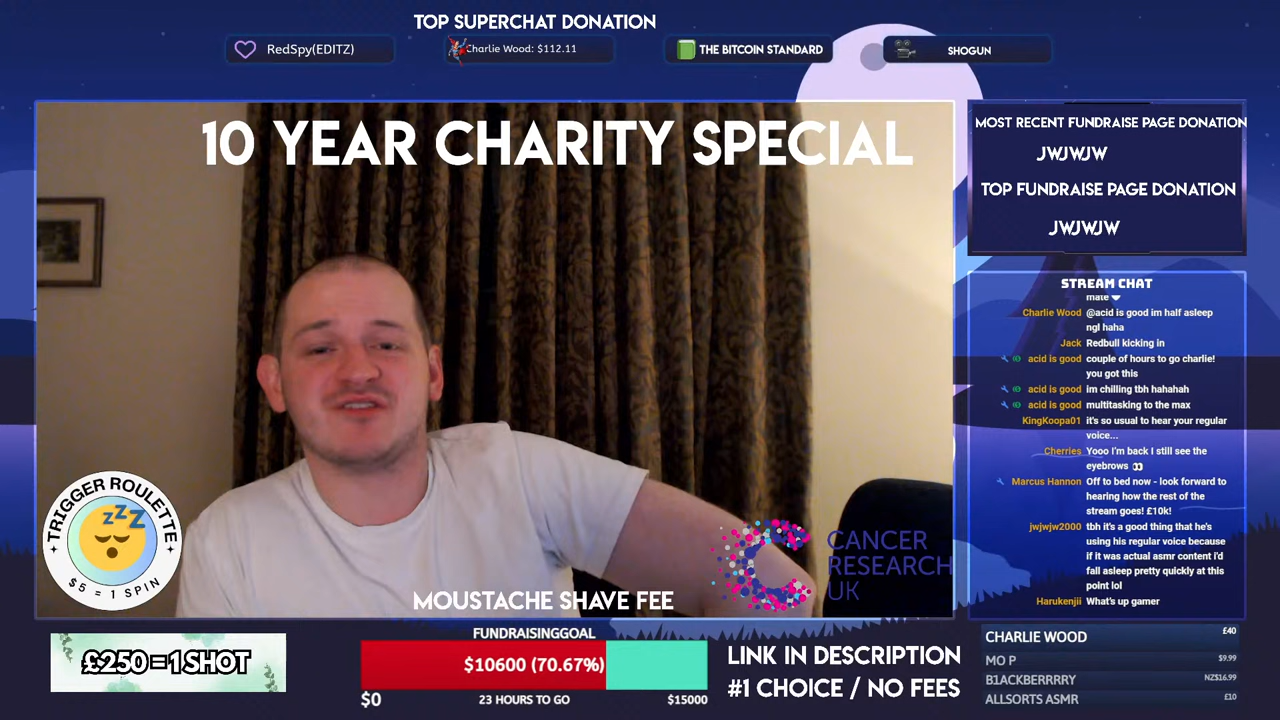 TOP SUPERCHAT DONATION
RedSpy(EDITZ)
Charlie Wood: $112.11
THE BITCOIN STANDARD
SHOGUN
10 YEAR CHARITY SPECIAL
MOST RECENT FUNDRAISE PAGE DONATION
JWJWJW
TOP FUNDRAISE PAGE DONATION
JWJWJW
STREAM CHAT
mate
Charlie Wood @acid is good im half asleep
ngl haha
Jack Redbull kicking in
acid is good couple of hours to go charlie!
you got this
acid is good im chilling tbh hahahah
acid is good multitasking to the max
KingKoopa01 it's so usual to hear your regular
voice...
Cherries Yooo I'm back I still see the
eyebrows
Marcus Hannon Off to bed now - look forward to
hearing how the rest of the
stream goes! £10k!
jwjwjw2000 tbh it's a good thing that he's
using his regular voice because
if it was actual asmr content i'd
fall asleep pretty quickly at this
point lol
Harukenjii What's up gamer
TRIGGER ROULETTE
zzz
$5 = 1 SPIN
CANCER
RESEARCH
UK
MOUSTACHE SHAVE FEE
£250 = 1 SHOT
FUNDRAISINGGOAL
$10600 (70.67%)
$0
23 HOURS TO GO
$15000
LINK IN DESCRIPTION
#1 CHOICE / NO FEES
CHARLIE WOOD £40
MO P $9.99
B1ACKBERRRRY NZ$16.99
ALLSORTS ASMR £10